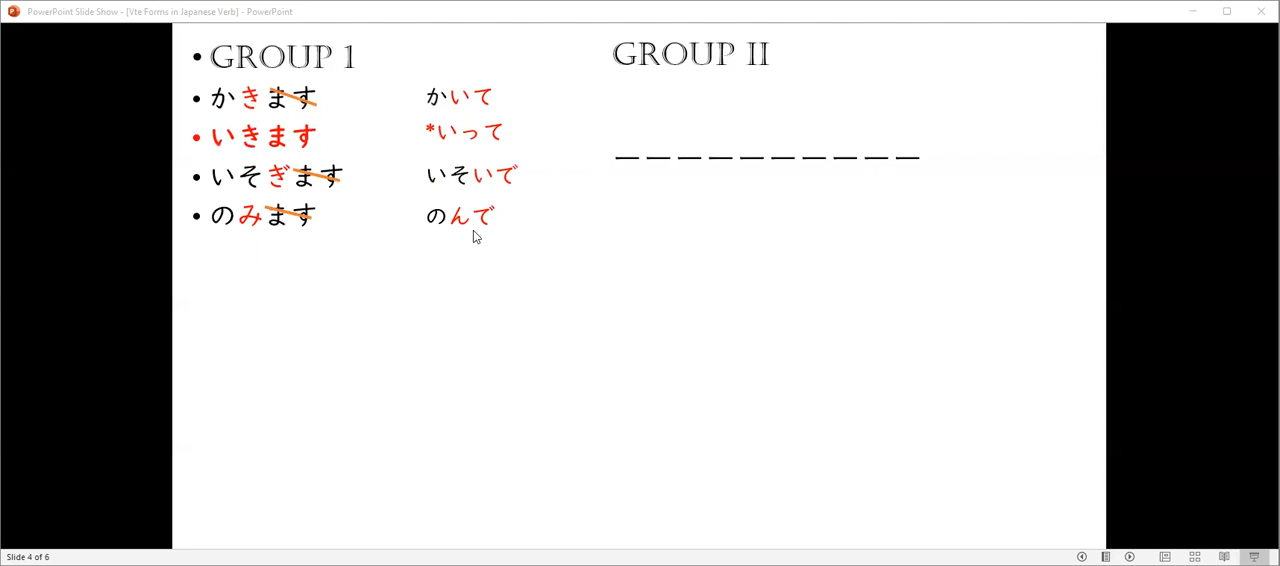 PowerPoint Slide Show - [Vte Forms in Japanese Verb] - PowerPoint
• GROUP 1
• かきます かいて
• いきます *いって
• いそぎます いそいで
• のみます のんで
GROUP II
Slide 4 of 6